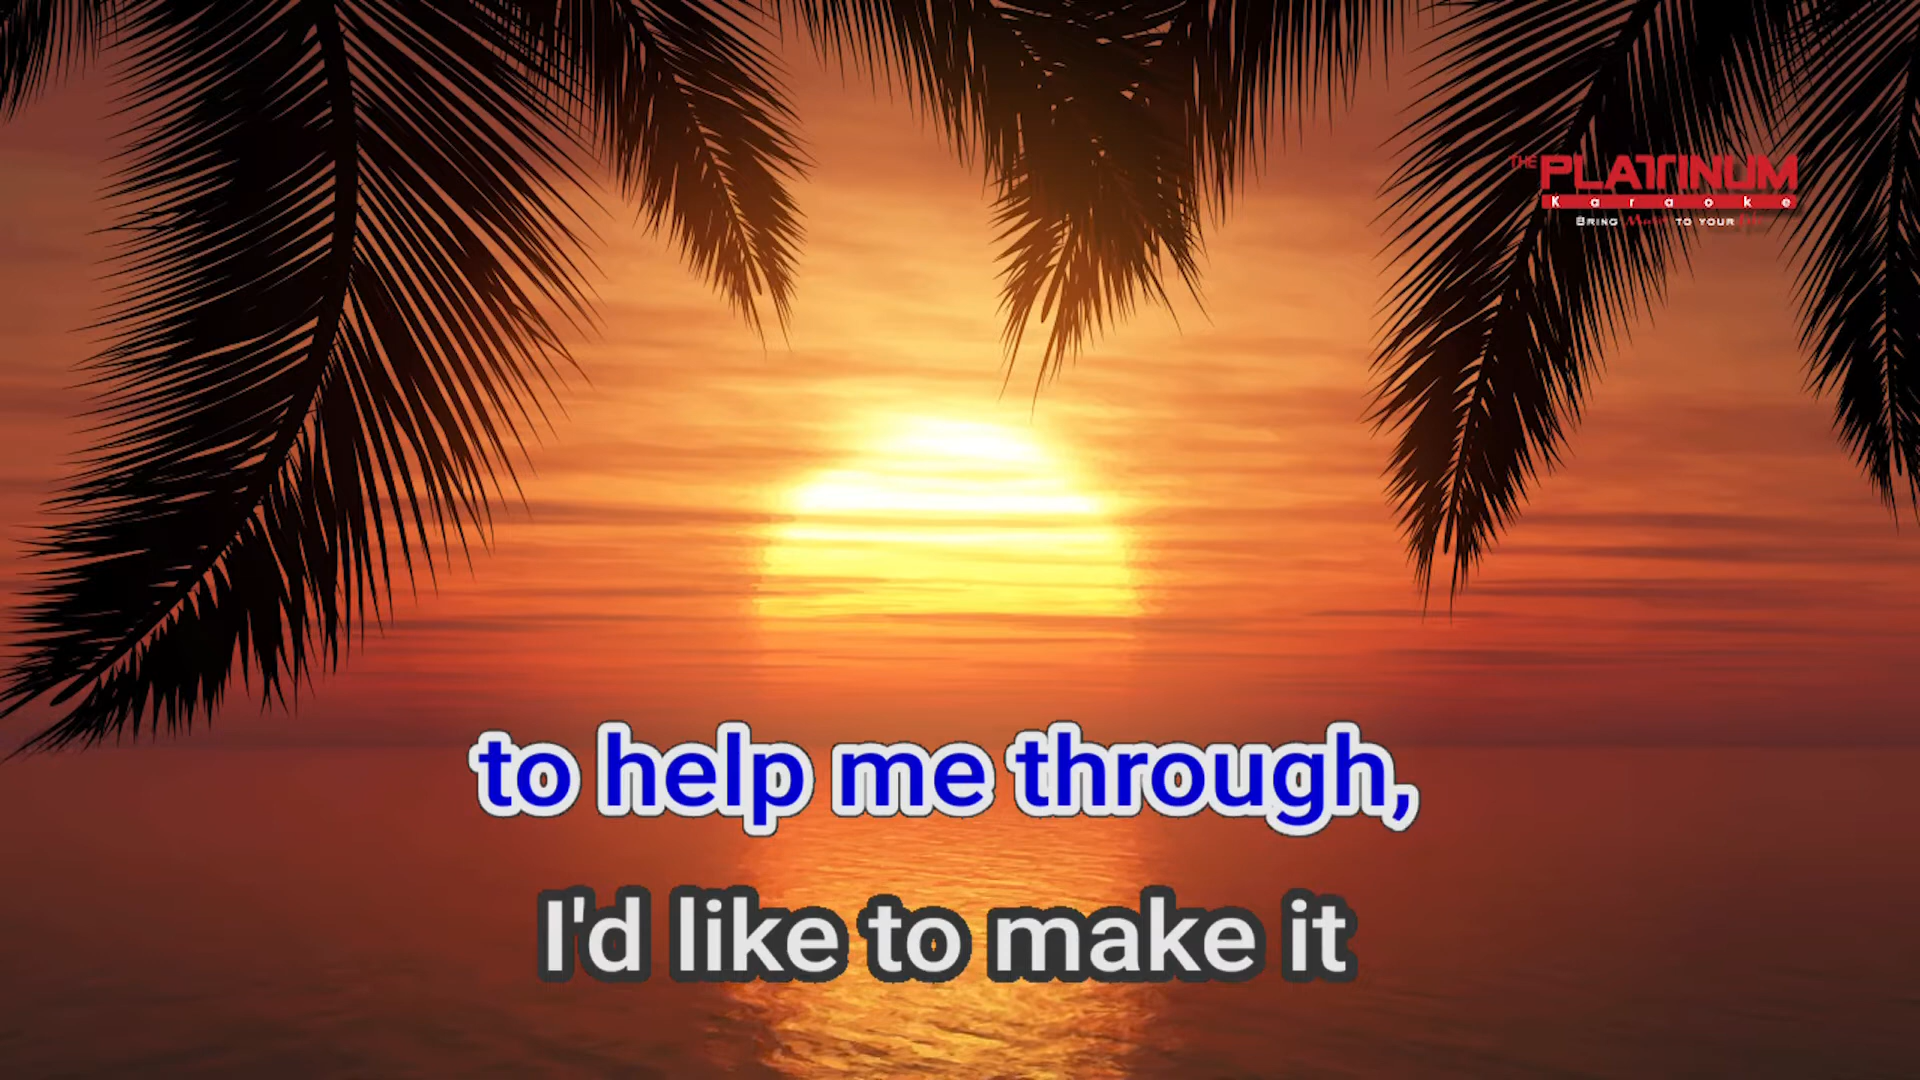 THE PLATINUM
Karaoke
BRING Music TO YOUR life
to help me through,
I'd like to make it